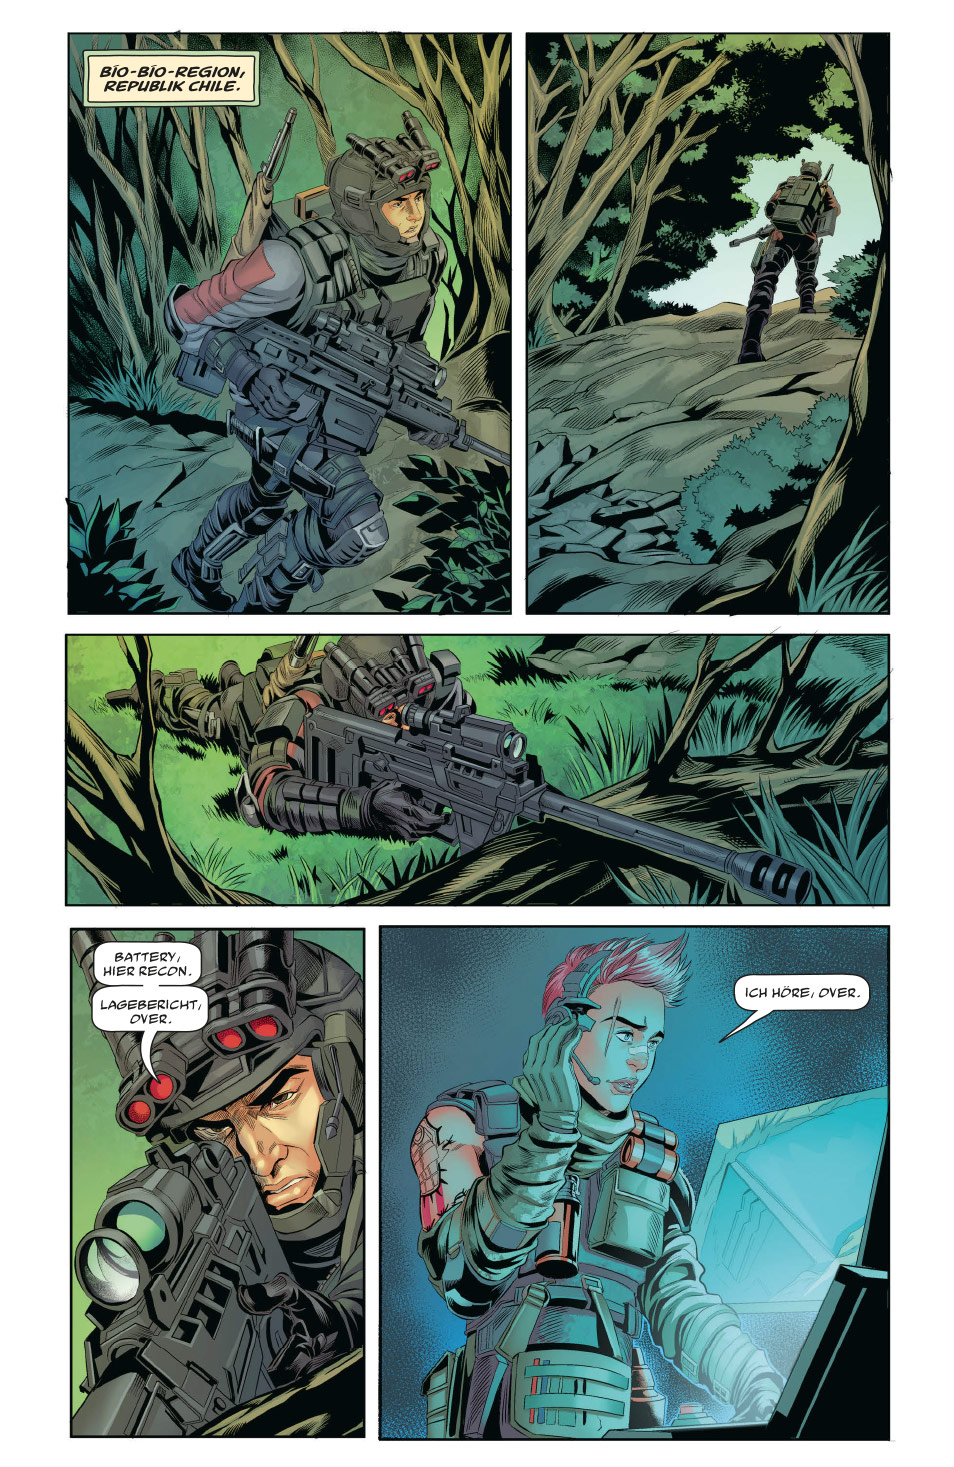 BÍO-BÍO-REGION,
REPUBLIK CHILE.
BATTERY,
HIER RECON.
LAGEBERICHT,
OVER.
ICH HÖRE, OVER.